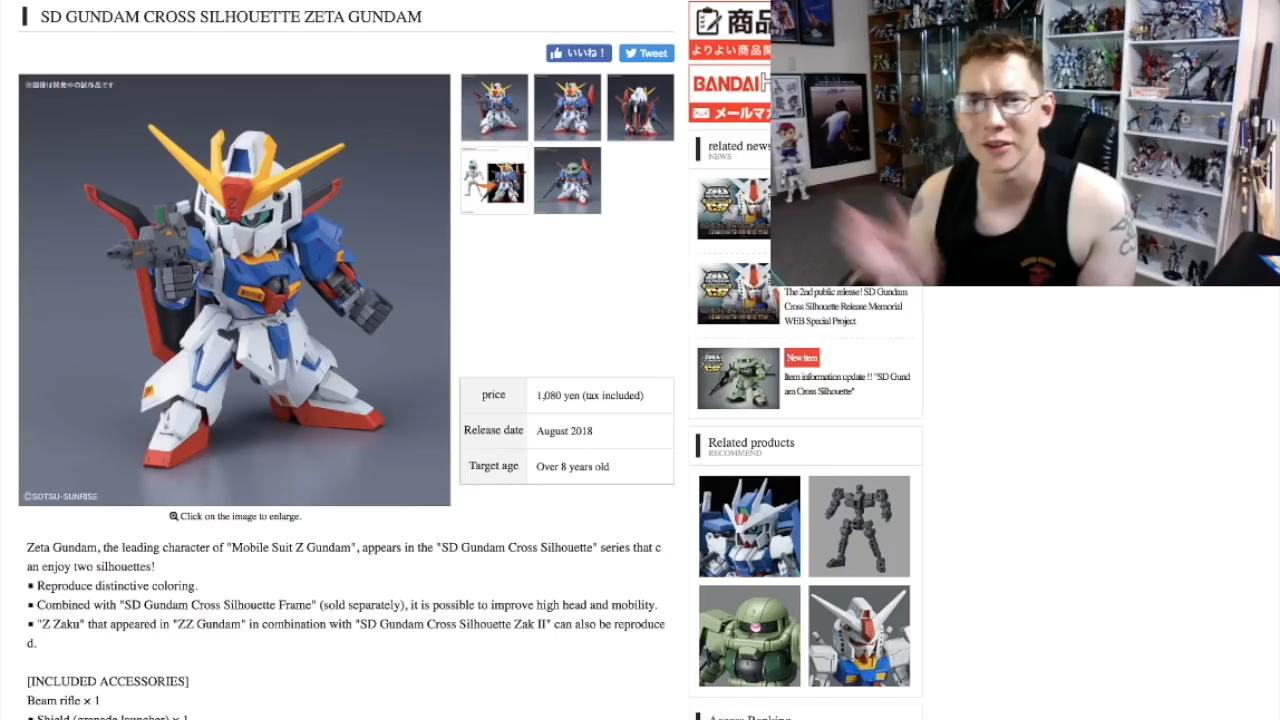 SD GUNDAM CROSS SILHOUETTE ZETA GUNDAM
いいね！
Tweet
※画像は開発中の試作品です
©SOTSU・SUNRISE
Click on the image to enlarge.
price
1,080 yen (tax included)
Release date
August 2018
Target age
Over 8 years old
Zeta Gundam, the leading character of "Mobile Suit Z Gundam", appears in the "SD Gundam Cross Silhouette" series that c
an enjoy two silhouettes!
▪ Reproduce distinctive coloring.
▪ Combined with "SD Gundam Cross Silhouette Frame" (sold separately), it is possible to improve high head and mobility.
▪ "Z Zaku" that appeared in "ZZ Gundam" in combination with "SD Gundam Cross Silhouette Zak II" can also be reproduce
d.
[INCLUDED ACCESSORIES]
Beam rifle × 1
▪ Shield (grenade launcher) × 1
商品
よりよい商品開
BANDAI
メールマガ
related news
NEWS
The 2nd public release! SD Gundam
Cross Silhouette Release Memorial
WEB Special Project
New item
Item information update !! "SD Gund
am Cross Silhouette"
Related products
RECOMMEND
Access Ranking